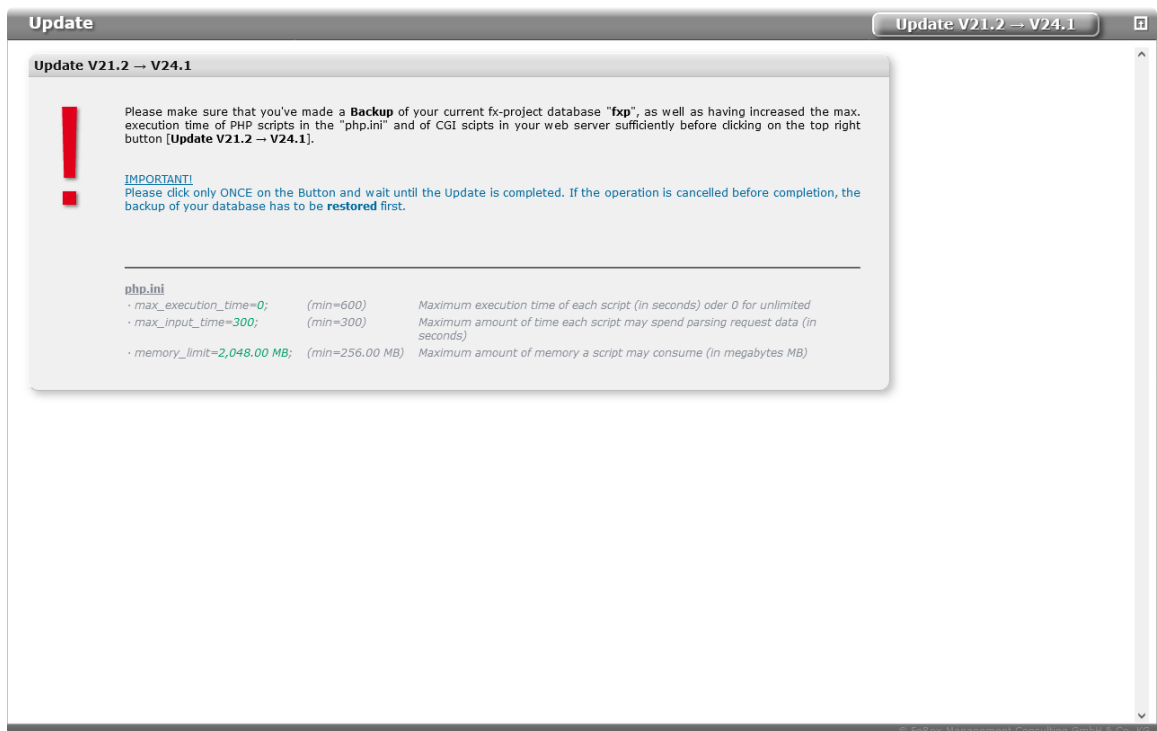 Update
Update V21.2 → V24.1
Update V21.2 → V24.1
Please make sure that you've made a Backup of your current fx-project database "fxp", as well as having increased the max.
execution time of PHP scripts in the "php.ini" and of CGI scipts in your web server sufficiently before clicking on the top right
button [Update V21.2 → V24.1].
IMPORTANT!
Please click only ONCE on the Button and wait until the Update is completed. If the operation is cancelled before completion, the
backup of your database has to be restored first.
php.ini
· max_execution_time=0; (min=600) Maximum execution time of each script (in seconds) oder 0 for unlimited
· max_input_time=300; (min=300) Maximum amount of time each script may spend parsing request data (in
seconds)
· memory_limit=2,048.00 MB; (min=256.00 MB) Maximum amount of memory a script may consume (in megabytes MB)